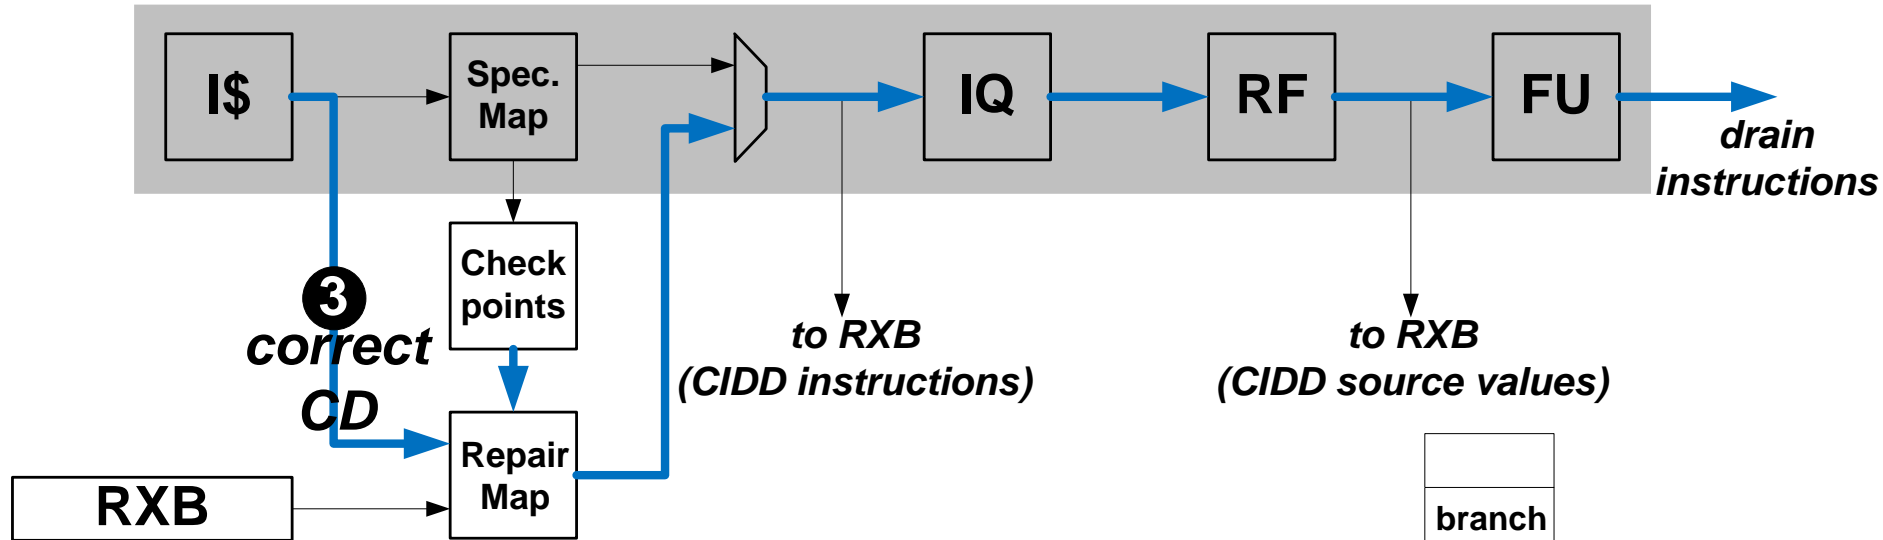 I$
Spec.
Map
IQ
RF
FU
drain
instructions
Check
points
3
correct
CD
to RXB
(CIDD instructions)
to RXB
(CIDD source values)
Repair
Map
RXB
branch